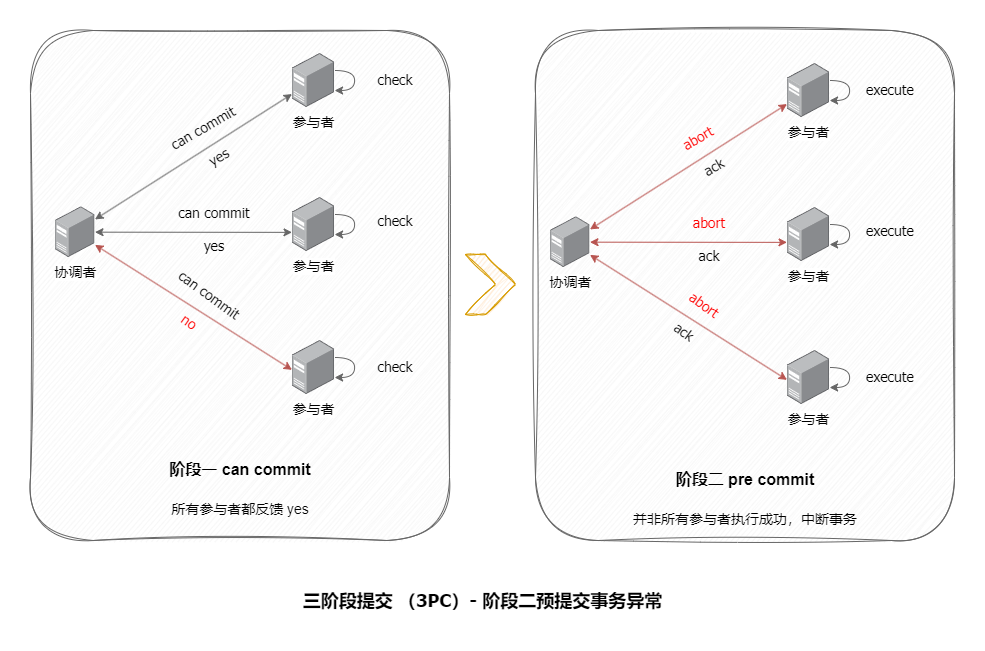 check
can commit
yes
参与者
can commit
yes
check
参与者
协调者
can commit
no
check
参与者
阶段一 can commit
所有参与者都反馈 yes
execute
abort
ack
参与者
abort
ack
execute
参与者
协调者
abort
ack
execute
参与者
阶段二 pre commit
并非所有参与者执行成功，中断事务
三阶段提交 （3PC）- 阶段二预提交事务异常